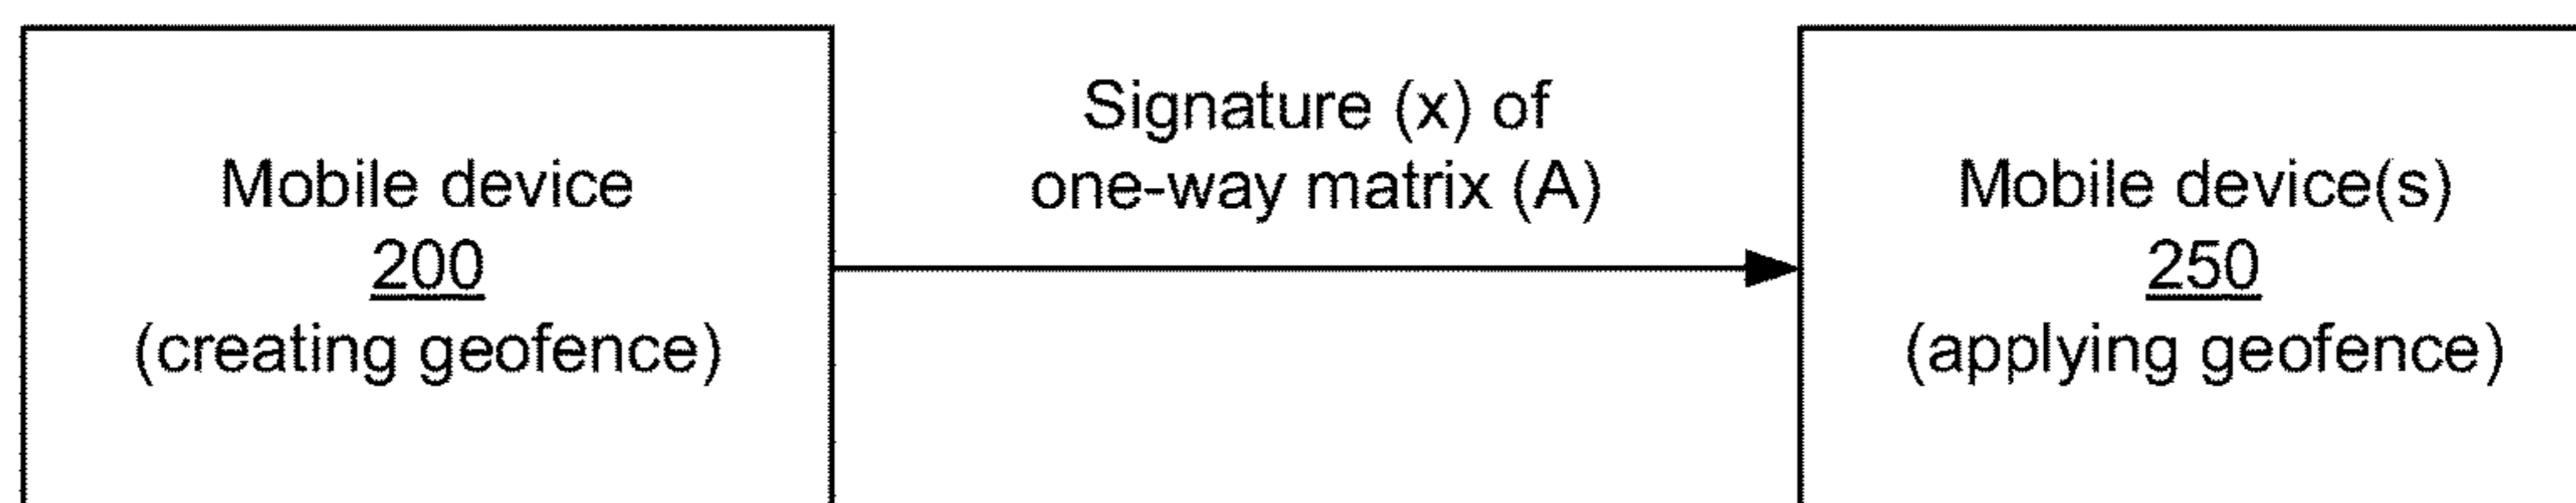 Mobile device
200
(creating geofence)
Signature (x) of
one-way matrix (A)
Mobile device(s)
250
(applying geofence)